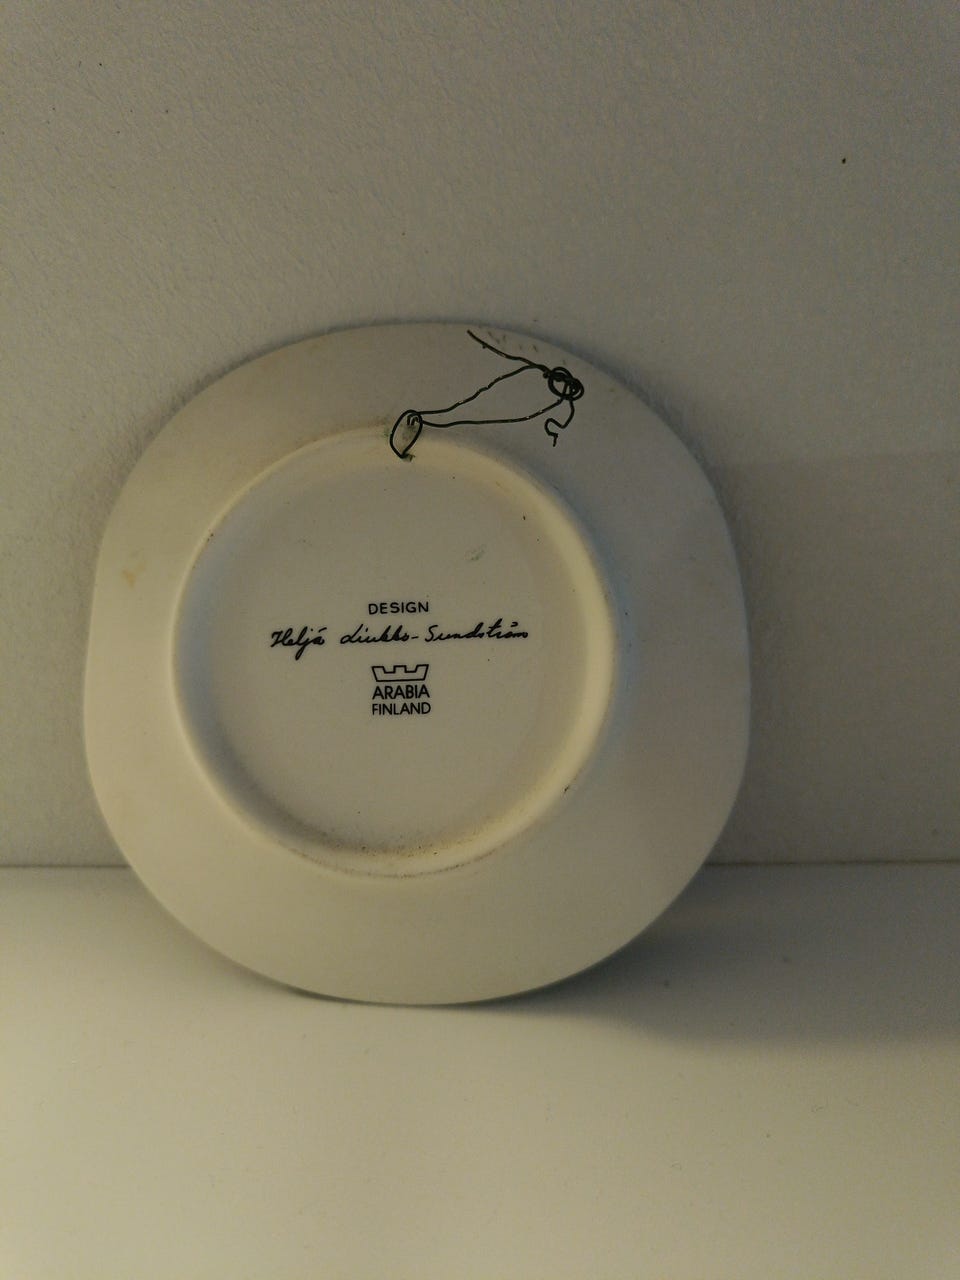 DESIGN
Heljä Liukko-Sundström
ARABIA
FINLAND